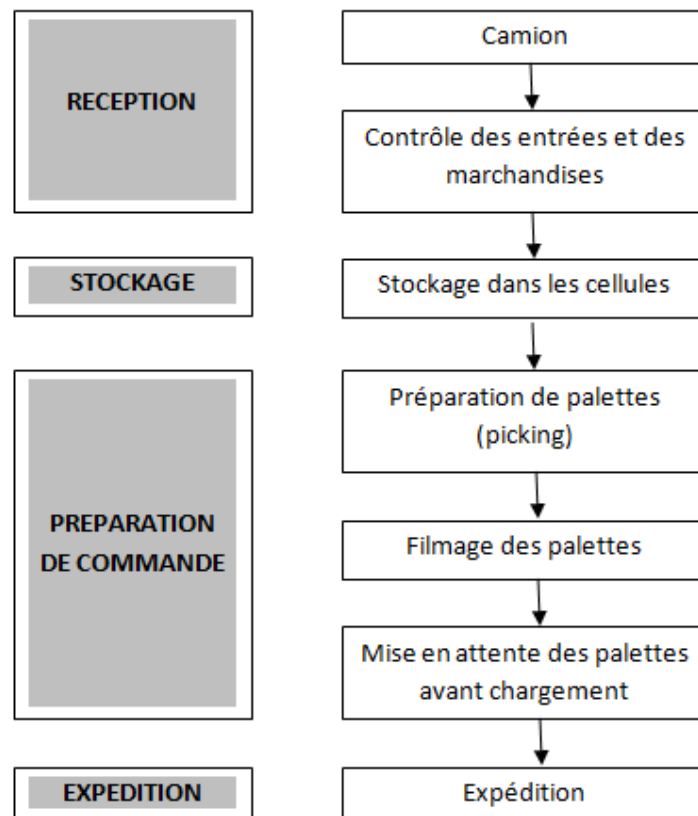 RECEPTION
Camion
Contrôle des entrées et des
marchandises
STOCKAGE
Stockage dans les cellules
PREPARATION
DE COMMANDE
Préparation de palettes
(picking)
Filmage des palettes
Mise en attente des palettes
avant chargement
EXPEDITION
Expédition